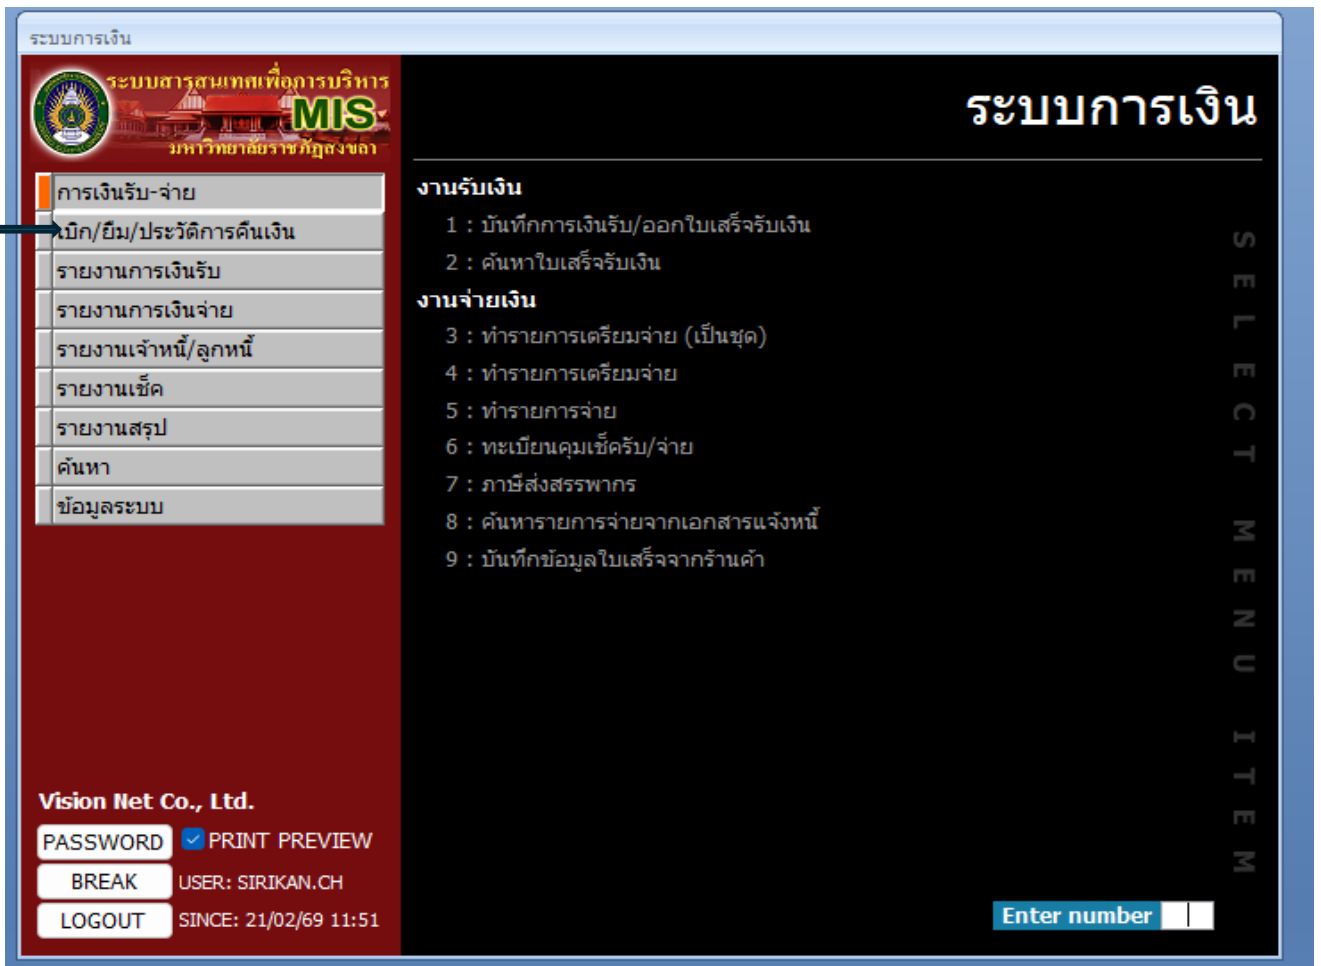 ระบบการเงิน
ระบบสารสนเทศเพื่อการบริหาร
MIS
มหาวิทยาลัยราชภัฏสงขลา
การเงินรับ-จ่าย
เบิก/ยืม/ประวัติการคืนเงิน
รายงานการเงินรับ
รายงานการเงินจ่าย
รายงานเจ้าหนี้/ลูกหนี้
รายงานเช็ค
รายงานสรุป
ค้นหา
ข้อมูลระบบ
Vision Net Co., Ltd.
PASSWORD PRINT PREVIEW
BREAK USER: SIRIKAN.CH
LOGOUT SINCE: 21/02/69 11:51
ระบบการเงิน
งานรับเงิน
1 : บันทึกการเงินรับ/ออกใบเสร็จรับเงิน
2 : ค้นหาใบเสร็จรับเงิน
งานจ่ายเงิน
3 : ทำรายการเตรียมจ่าย (เป็นชุด)
4 : ทำรายการเตรียมจ่าย
5 : ทำรายการจ่าย
6 : ทะเบียนคุมเช็ครับ/จ่าย
7 : ภาษีส่งสรรพากร
8 : ค้นหารายการจ่ายจากเอกสารแจ้งหนี้
9 : บันทึกข้อมูลใบเสร็จจากร้านค้า
SELECT MENU ITEM
Enter number